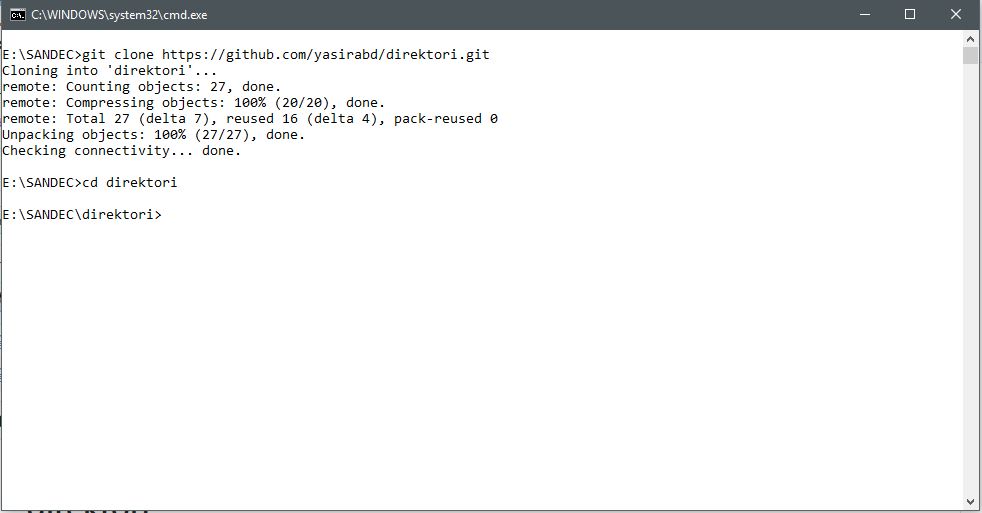 C:\WINDOWS\system32\cmd.exe
E:\SANDEC>git clone https://github.com/yasirabd/direktori.git
Cloning into 'direktori'...
remote: Counting objects: 27, done.
remote: Compressing objects: 100% (20/20), done.
remote: Total 27 (delta 7), reused 16 (delta 4), pack-reused 0
Unpacking objects: 100% (27/27), done.
Checking connectivity... done.
E:\SANDEC>cd direktori
E:\SANDEC\direktori>